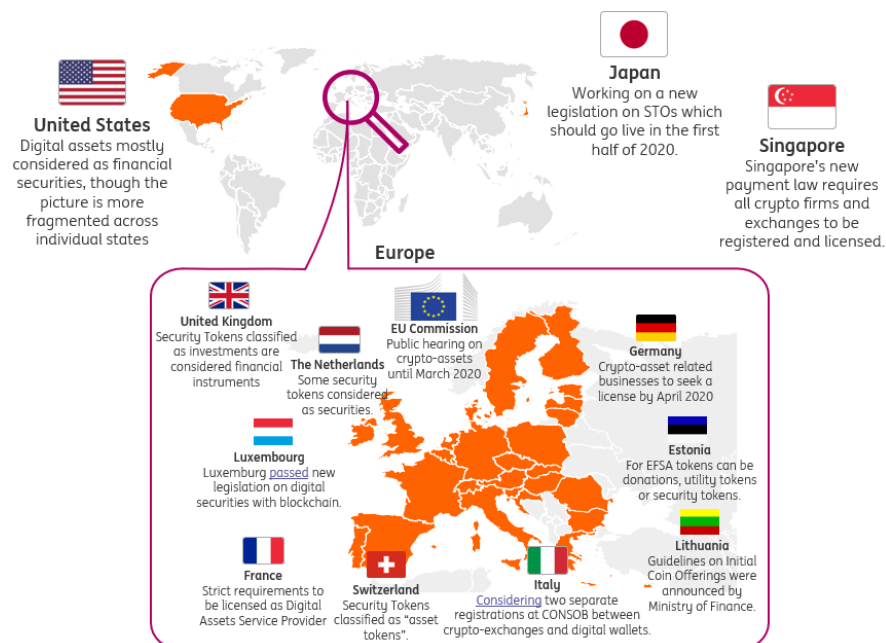 United States
Digital assets mostly
considered as financial
securities, though the
picture is more
fragmented across
individual states
Japan
Working on a new
legislation on STOs which
should go live in the first
half of 2020.
Singapore
Singapore's new
payment law requires
all crypto firms and
exchanges to be
registered and licensed.
Europe
United Kingdom
Security Tokens classified
as investments are
considered financial
instruments
The Netherlands
Some security
tokens considered
as securities.
EU Commission
Public hearing on
crypto-assets
until March 2020
Germany
Crypto-asset related
businesses to seek a
license by April 2020
Luxembourg
Luxemburg passed new
legislation on digital
securities with blockchain.
Estonia
For EFSA tokens can be
donations, utility tokens
or security tokens.
France
Strict requirements to
be licensed as Digital
Assets Service Provider
Switzerland
Security Tokens
classified as “asset
tokens”.
Italy
Considering two separate
registrations at CONSOB between
crypto-exchanges and digital wallets.
Lithuania
Guidelines on Initial
Coin Offerings were
announced by
Ministry of Finance.